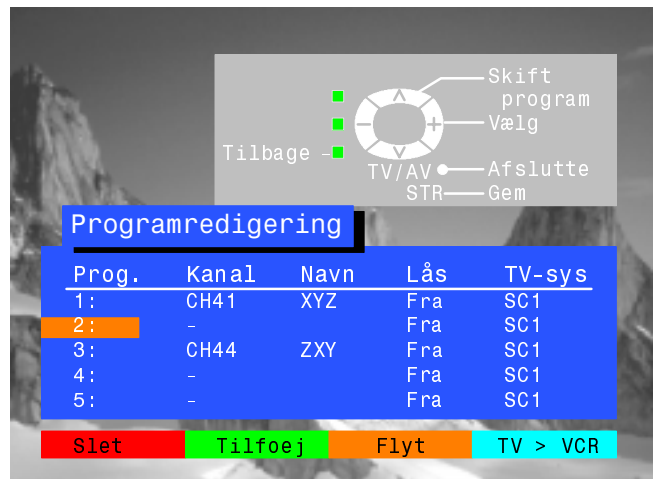 Skift
program
Vælg
Tilbage –
TV/AV Afslutte
STR Gem
Programredigering
Prog. Kanal Navn Lås TV-sys
1: CH41 XYZ Fra SC1
2: – Fra SC1
3: CH44 ZXY Fra SC1
4: – Fra SC1
5: – Fra SC1
Slet Tilfoej Flyt TV > VCR